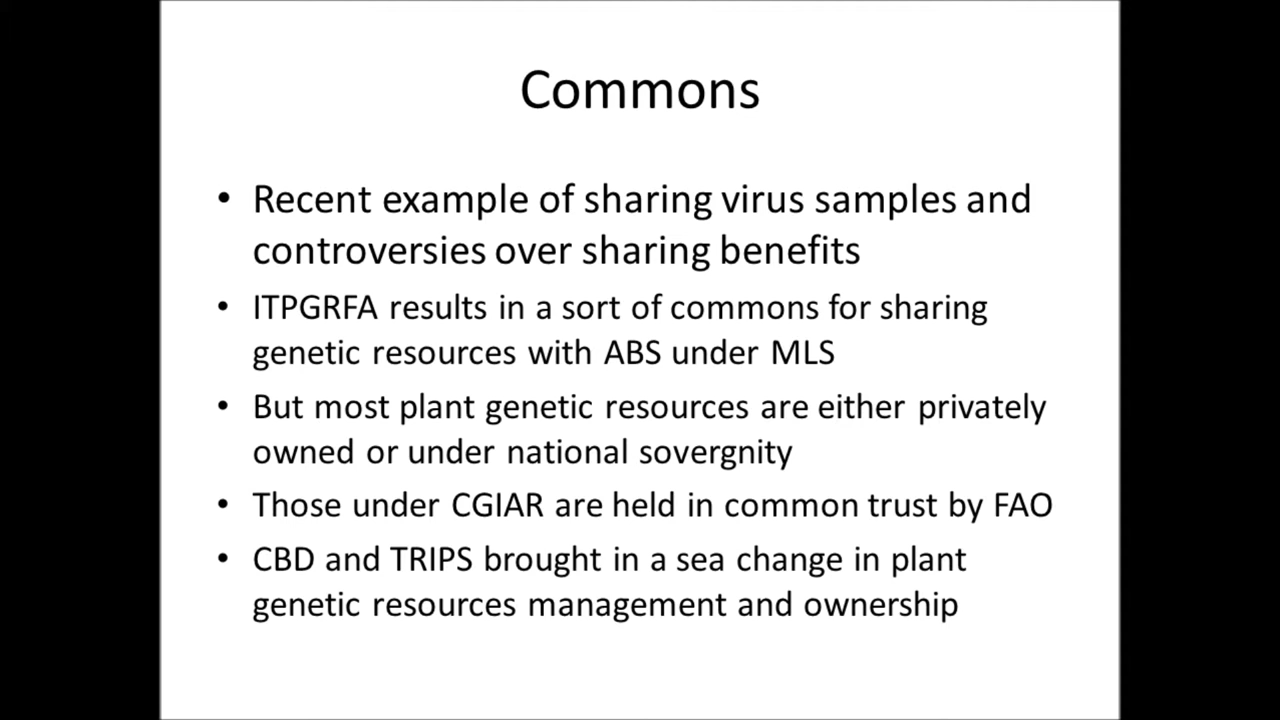 Commons
• Recent example of sharing virus samples and
controversies over sharing benefits
• ITPGRFA results in a sort of commons for sharing
genetic resources with ABS under MLS
• But most plant genetic resources are either privately
owned or under national sovergnity
• Those under CGIAR are held in common trust by FAO
• CBD and TRIPS brought in a sea change in plant
genetic resources management and ownership